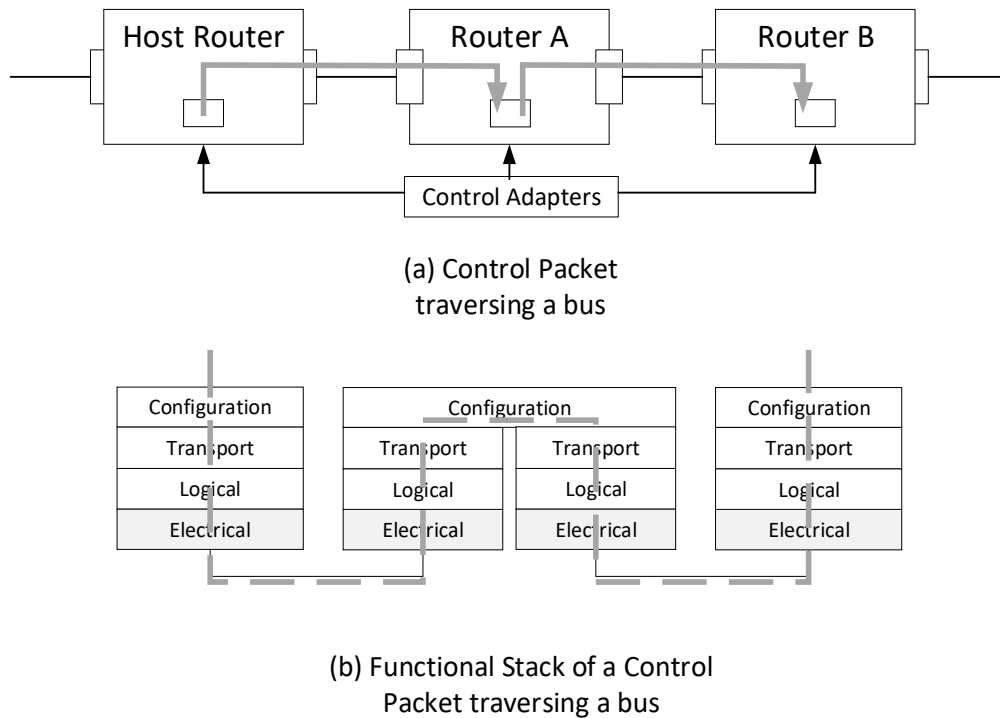 Host Router Router A Router B
Control Adapters
(a) Control Packet
traversing a bus
Configuration Configuration Configuration
Transport Transport Transport Transport
Logical Logical Logical Logical
Electrical Electrical Electrical Electrical
(b) Functional Stack of a Control
Packet traversing a bus